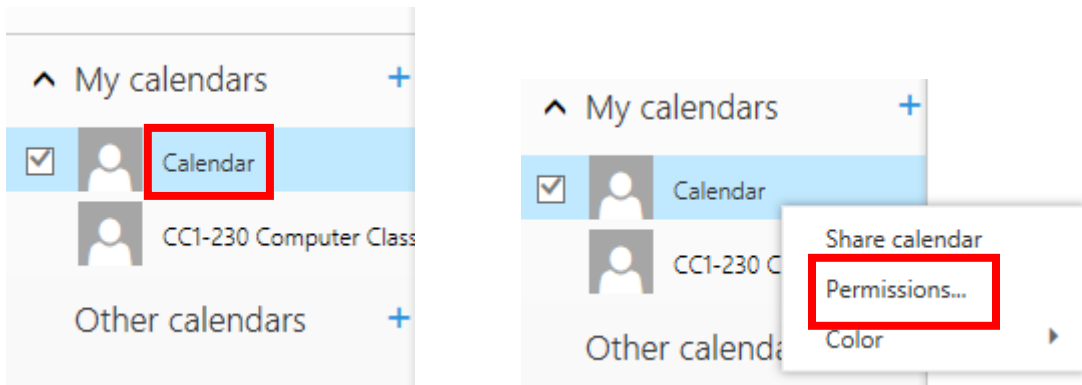 My calendars +
Calendar
CC1-230 Computer Class
Other calendars +
My calendars +
Calendar
CC1-230 C
Other calenda
Share calendar
Permissions...
Color